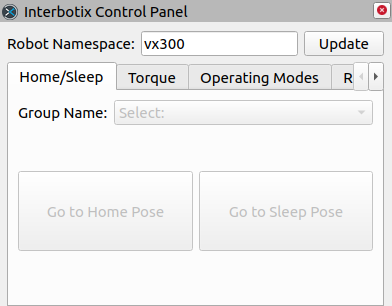 Interbotix Control Panel
Robot Namespace: vx300 Update
Home/Sleep Torque Operating Modes R
Group Name: Select:
Go to Home Pose Go to Sleep Pose